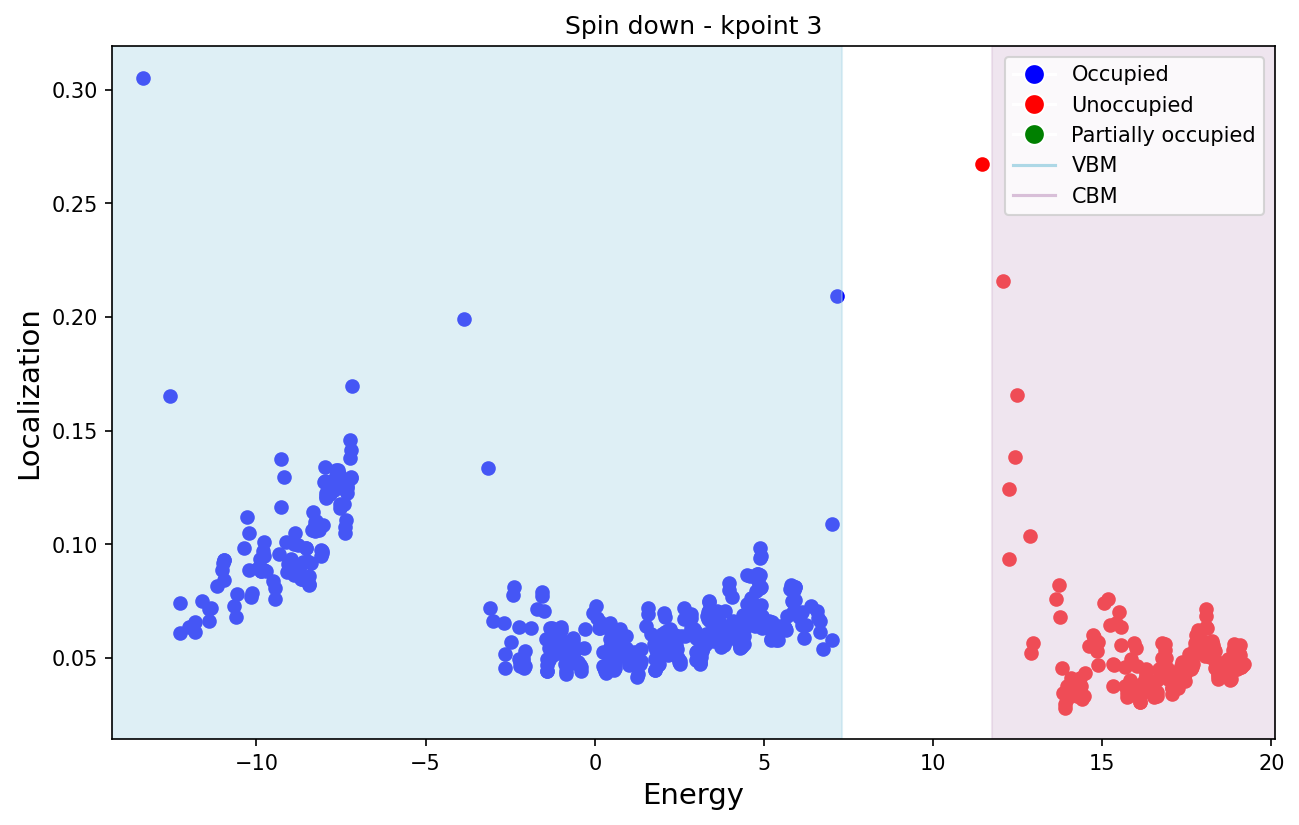 Spin down - kpoint 3
Localization
0.30
0.25
0.20
0.15
0.10
0.05
Occupied
Unoccupied
Partially occupied
VBM
CBM
−10
−5
0
5
10
15
20
Energy